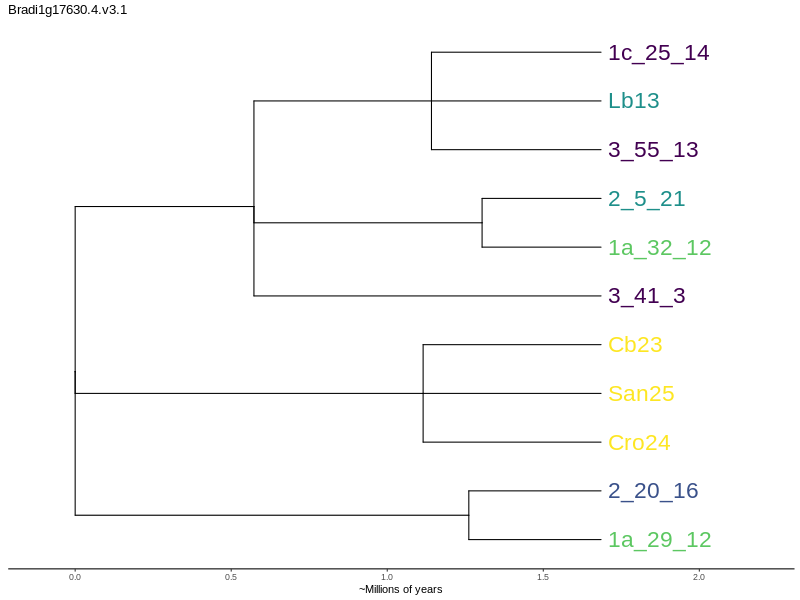 Bradi1g17630.4.v3.1
1c_25_14
Lb13
3_55_13
2_5_21
1a_32_12
3_41_3
Cb23
San25
Cro24
2_20_16
1a_29_12
0.0 0.5 1.0 1.5 2.0
~Millions of years